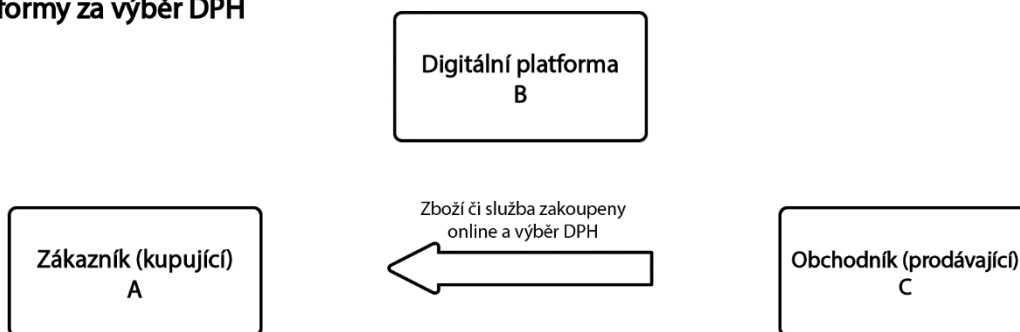 formy za výběr DPH
Digitální platforma
B
Zboží či služba zakoupeny
online a výběr DPH
Zákazník (kupující)
A
Obchodník (prodávající)
C